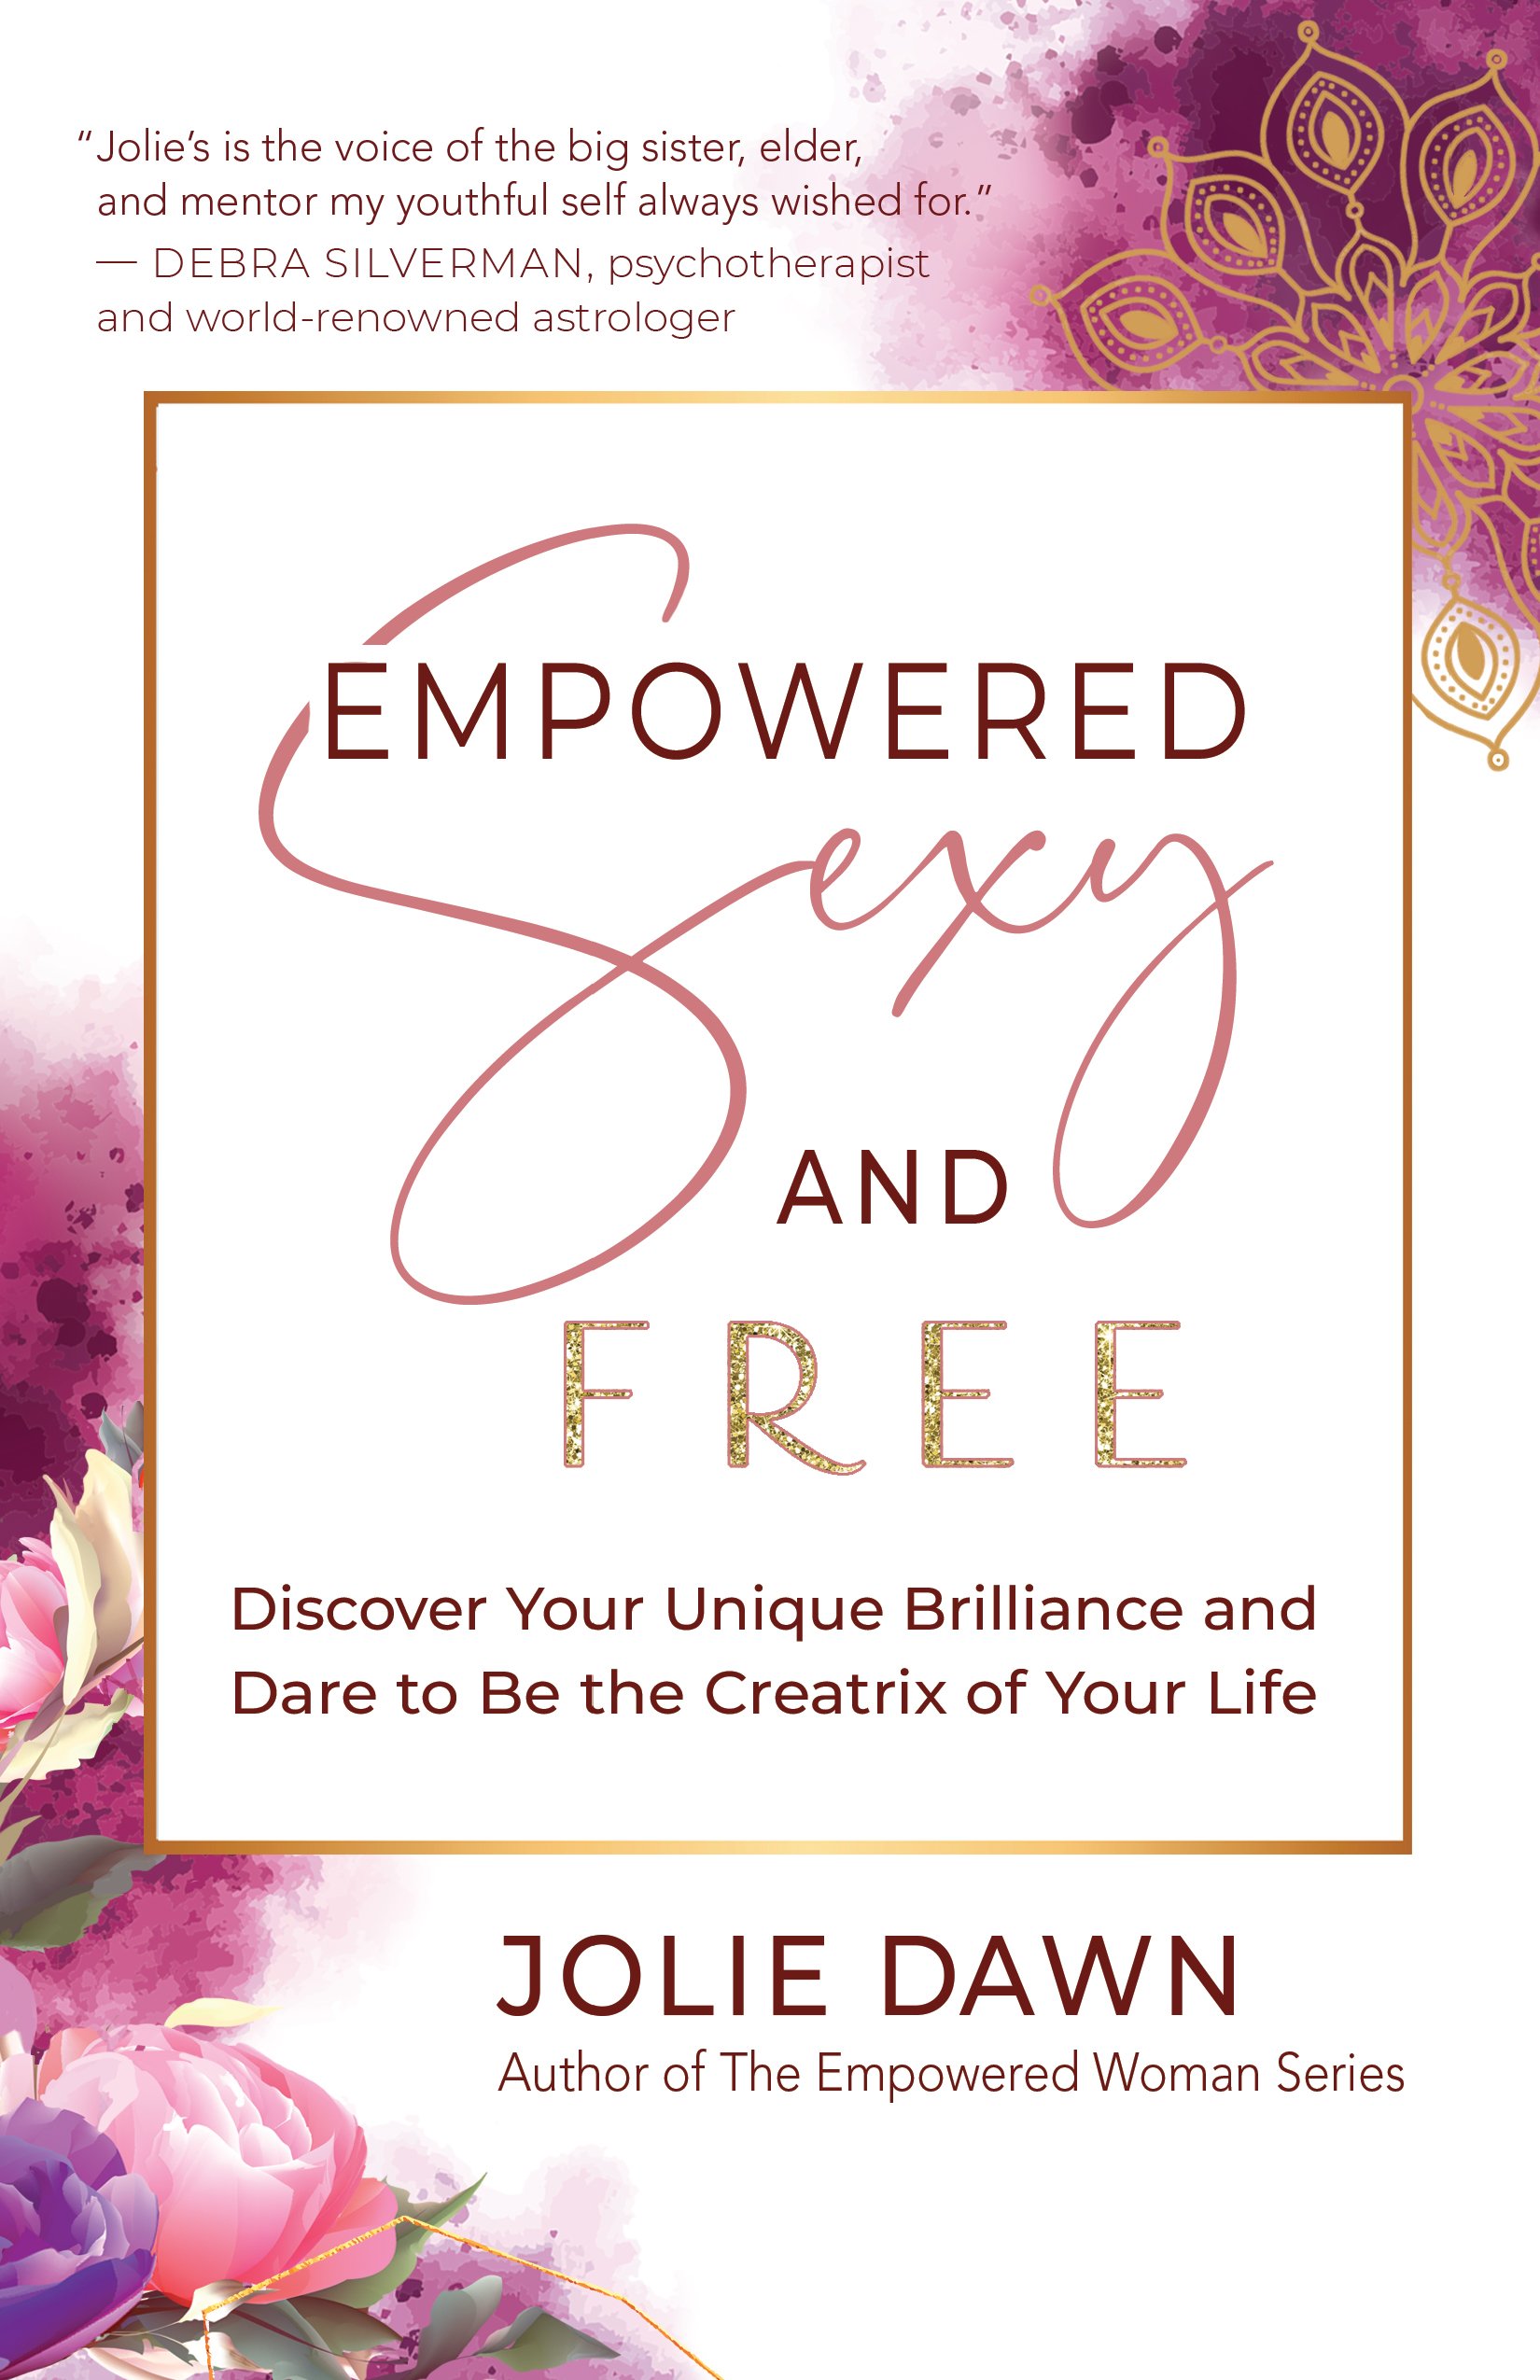 “Jolie’s is the voice of the big sister, elder,
and mentor my youthful self always wished for.”
— DEBRA SILVERMAN, psychotherapist
and world-renowned astrologer
EMPOWERED
Sexy
AND
FREE
Discover Your Unique Brilliance and
Dare to Be the Creatrix of Your Life
JOLIE DAWN
Author of The Empowered Woman Series